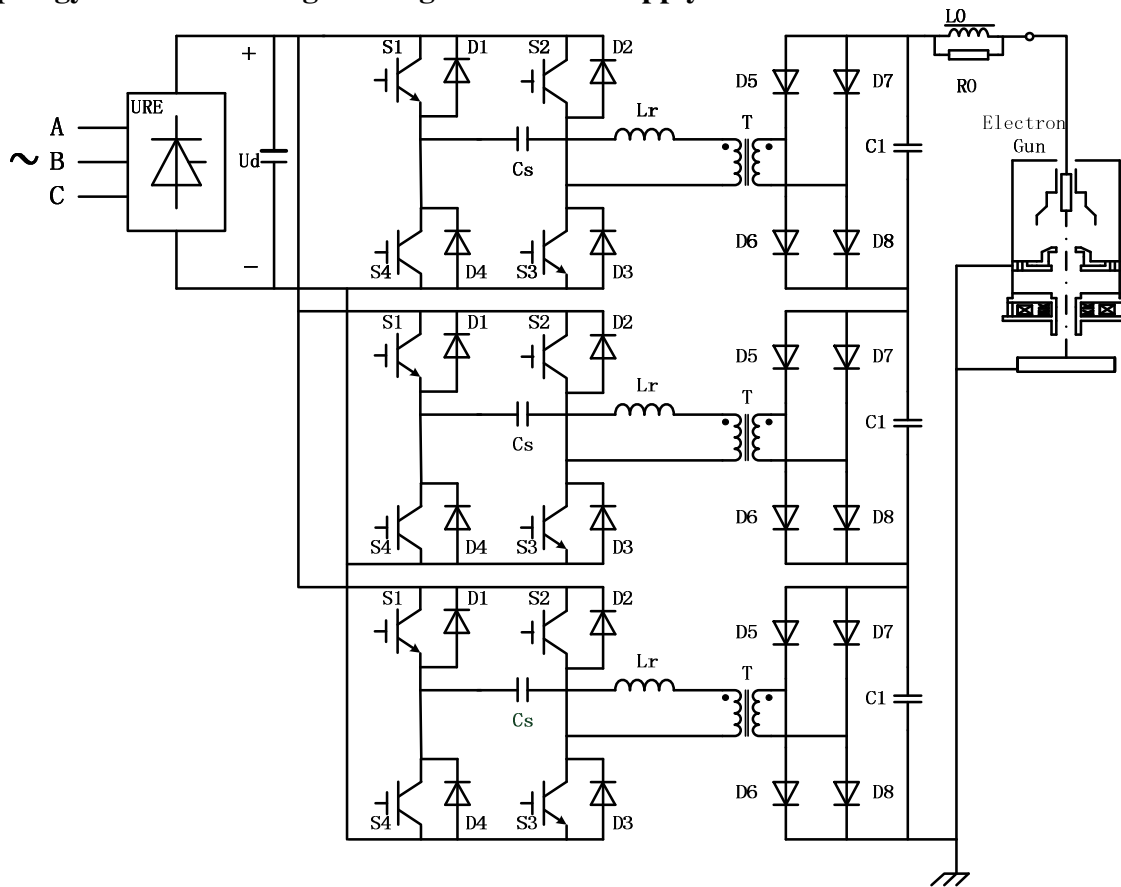 L0
R0
S1 D1 S2 D2
D5 D7
+
URE
A
~ B
C
Ud
Lr
T
Cs
C1
Electron
Gun
D6 D8
−
S4 D4 S3 D3
S1 D1 S2 D2
D5 D7
Lr
T
Cs
C1
D6 D8
S4 D4 S3 D3
S1 D1 S2 D2
D5 D7
Lr
T
Cs
C1
D6 D8
S4 D4 S3 D3